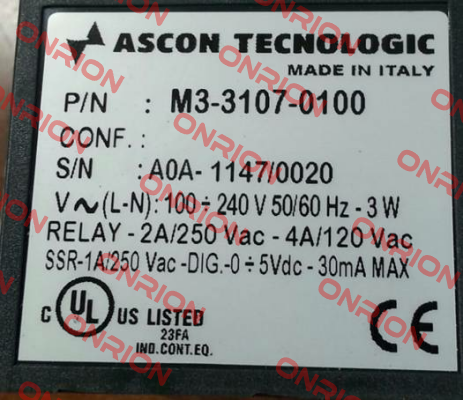 ASCON TECNOLOGIC
MADE IN ITALY
P/N : M3-3107-0100
CONF. :
S/N : A0A- 1147/0020
V~(L-N): 100 ÷ 240 V 50/60 Hz - 3 W
RELAY - 2A/250 Vac - 4A/120 Vac
SSR-1A/250 Vac -DIG.-0 ÷ 5Vdc - 30mA MAX
C UL US LISTED
23FA
IND.CONT.EQ.
CE
ONRION
ONRION
ONRION
ONRION
ONRION
ONRION
ONRION
ONRION
ONRION